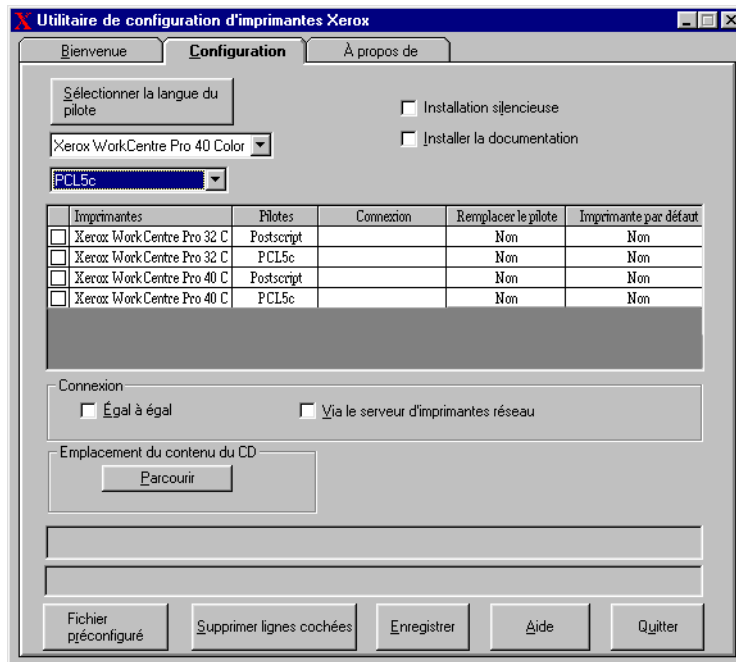 Utilitaire de configuration d'imprimantes Xerox
Bienvenue
Configuration
À propos de
Sélectionner la langue du
pilote
Installation silencieuse
Xerox WorkCentre Pro 40 Color
Installer la documentation
PCL5c
Imprimantes Pilotes Connexion Remplacer le pilote Imprimante par défaut
Xerox WorkCentre Pro 32 C Postscript Non Non
Xerox WorkCentre Pro 32 C PCL5c Non Non
Xerox WorkCentre Pro 40 C Postscript Non Non
Xerox WorkCentre Pro 40 C PCL5c Non Non
Connexion
Égal à égal
Via le serveur d'imprimantes réseau
Emplacement du contenu du CD
Parcourir
Fichier
préconfiguré
Supprimer lignes cochées
Enregistrer
Aide
Quitter